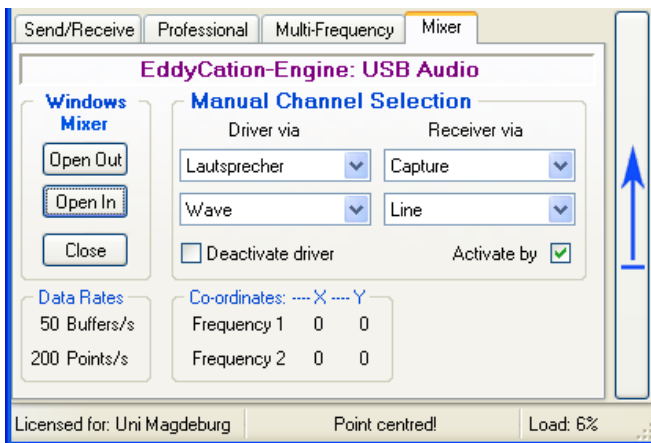 Send/Receive Professional Multi-Frequency Mixer
EddyCation-Engine: USB Audio
Windows
Mixer
Open Out
Open In
Close
Manual Channel Selection
Driver via Receiver via
Lautsprecher Capture
Wave Line
Deactivate driver Activate by
Data Rates
50 Buffers/s
200 Points/s
Co-ordinates: ---- X ---- Y
Frequency 1 0 0
Frequency 2 0 0
Licensed for: Uni Magdeburg Point centred! Load: 6%